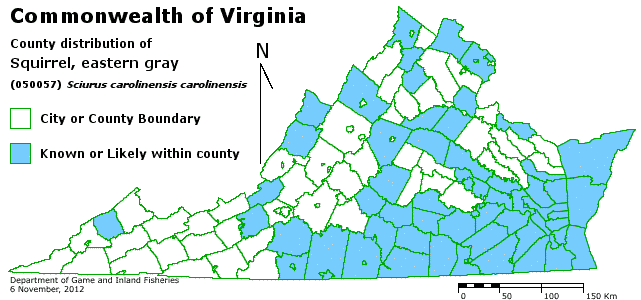 Commonwealth of Virginia
County distribution of
Squirrel, eastern gray
(050057) Sciurus carolinensis carolinensis
N
City or County Boundary
Known or Likely within county
Department of Game and Inland Fisheries
6 November, 2012
0 50 100 150 Km